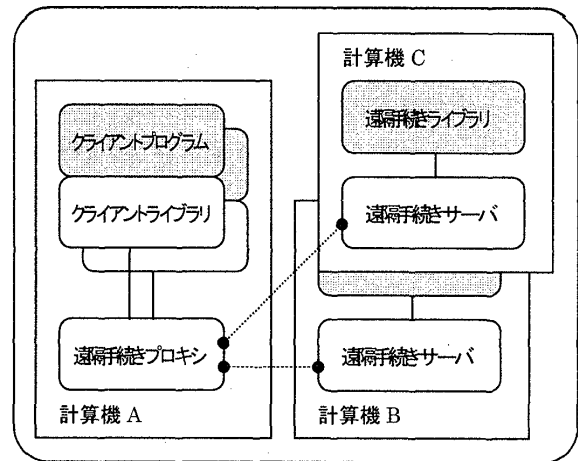 計算機 A
クライアントプログラム
クライアントライブラリ
遠隔手続きプロキシ
計算機 C
遠隔手続きライブラリ
遠隔手続きサーバ
遠隔手続きサーバ
計算機 B